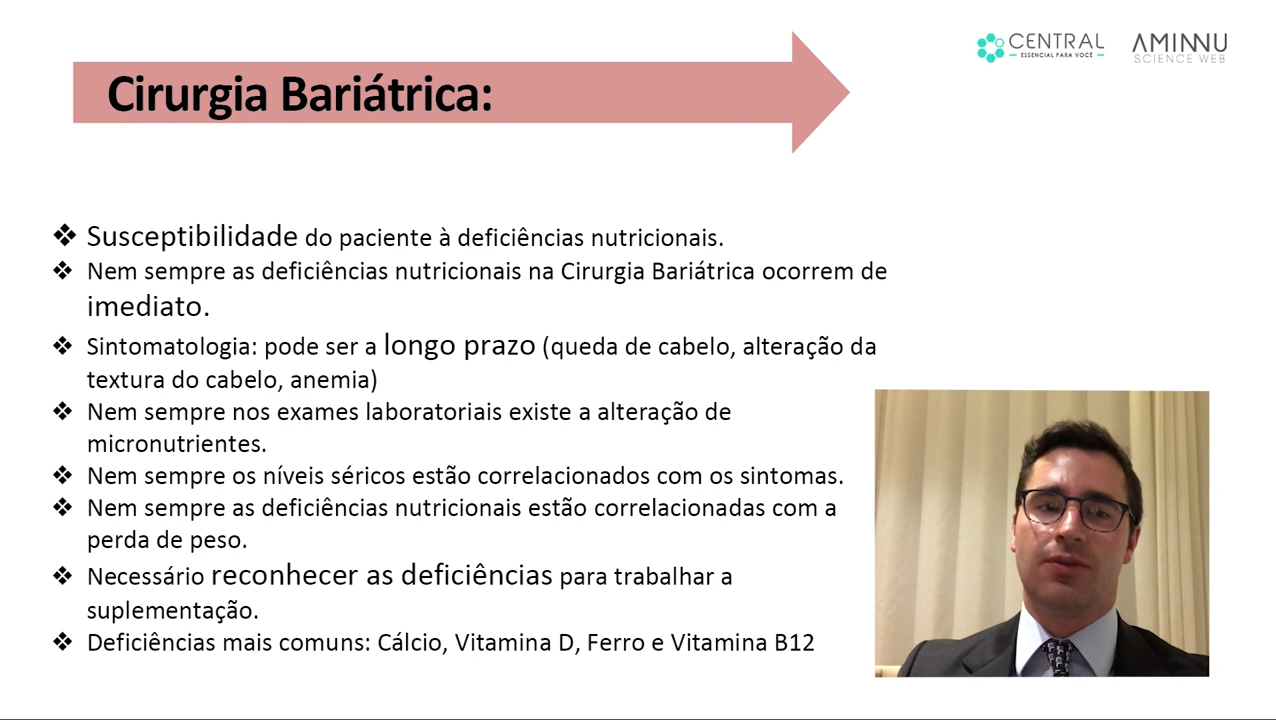 CENTRAL
ESSENCIAL PARA VOCÊ
AMINNU
SCIENCE WEB
Cirurgia Bariátrica:
❖ Susceptibilidade do paciente à deficiências nutricionais.
❖ Nem sempre as deficiências nutricionais na Cirurgia Bariátrica ocorrem de
imediato.
❖ Sintomatologia: pode ser a longo prazo (queda de cabelo, alteração da
textura do cabelo, anemia)
❖ Nem sempre nos exames laboratoriais existe a alteração de
micronutrientes.
❖ Nem sempre os níveis séricos estão correlacionados com os sintomas.
❖ Nem sempre as deficiências nutricionais estão correlacionadas com a
perda de peso.
❖ Necessário reconhecer as deficiências para trabalhar a
suplementação.
❖ Deficiências mais comuns: Cálcio, Vitamina D, Ferro e Vitamina B12